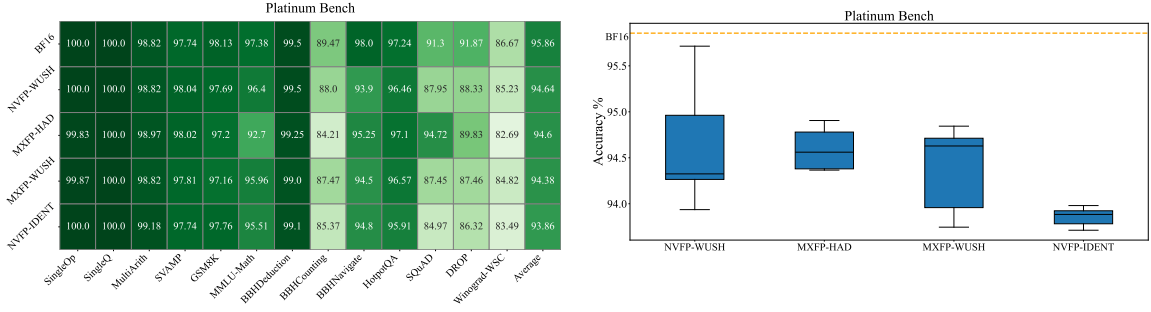 Platinum Bench
BF16 100.0 100.0 98.82 97.74 98.13 97.38 99.5 89.47 98.0 97.24 91.3 91.87 86.67 95.86
NVFP-WUSH 100.0 100.0 98.82 98.04 97.69 96.4 99.5 88.0 93.9 96.46 87.95 88.33 85.23 94.64
MXFP-HAD 99.83 100.0 98.97 98.02 97.2 92.7 99.25 84.21 95.25 97.1 94.72 89.83 82.69 94.6
MXFP-WUSH 99.87 100.0 98.82 97.81 97.16 95.96 99.0 87.47 94.5 96.57 87.45 87.46 84.82 94.38
NVFP-IDENT 100.0 100.0 99.18 97.74 97.76 95.51 99.1 85.37 94.8 95.91 84.97 86.32 83.49 93.86
SingleOp SingleQ MultiArith SVAMP GSM8K MMLU-Math BBHDeduction BBHCounting BBHNavigate HotpotQA SQuAD DROP Winograd-WSC Average
Platinum Bench
Accuracy %
BF16
95.5
95.0
94.5
94.0
NVFP-WUSH MXFP-HAD MXFP-WUSH NVFP-IDENT